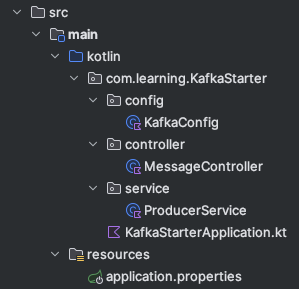 src
main
kotlin
com.learning.KafkaStarter
config
KafkaConfig
controller
MessageController
service
ProducerService
KafkaStarterApplication.kt
resources
application.properties